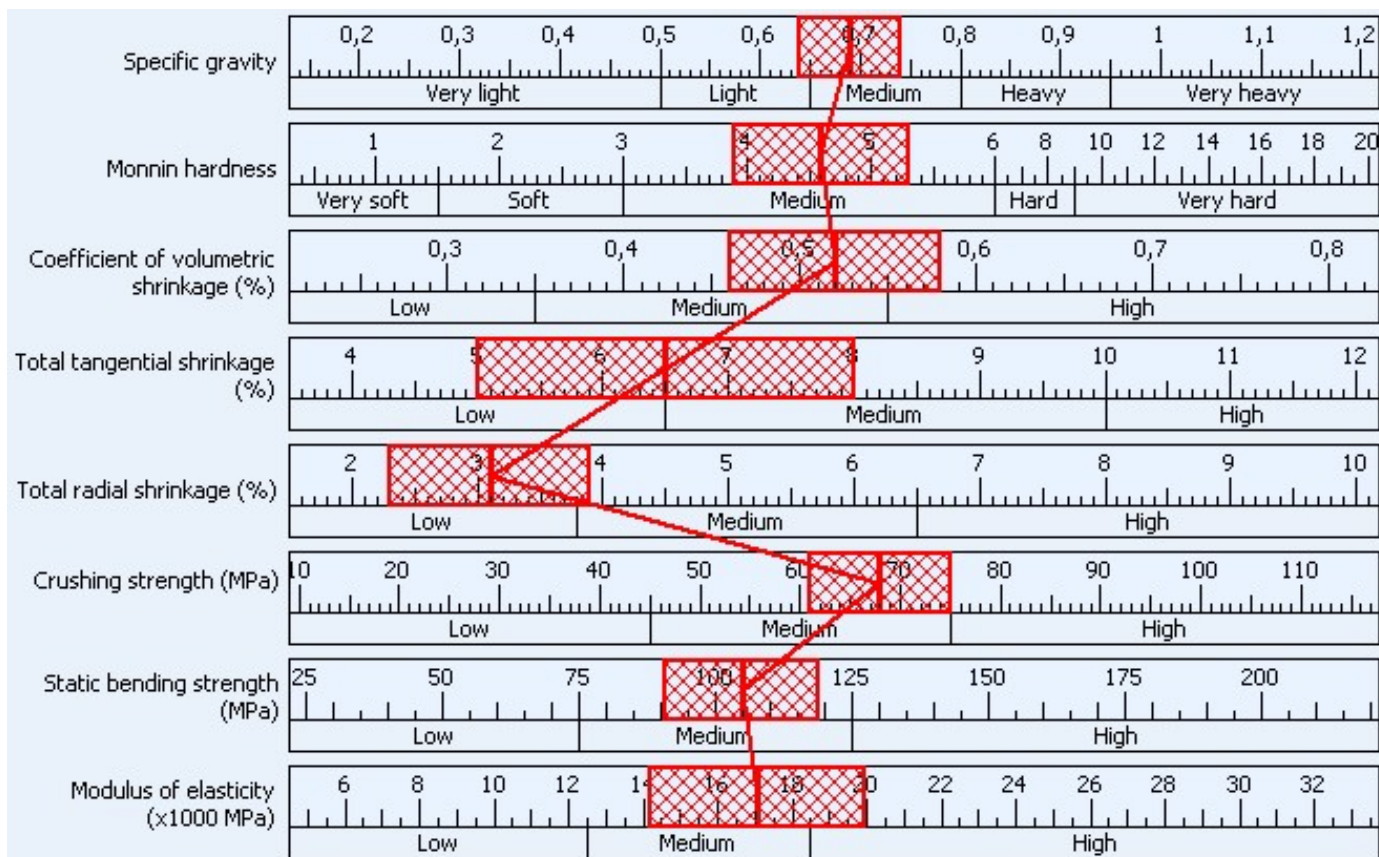 0,2 0,3 0,4 0,5 0,6 0,7 0,8 0,9 1 1,1 1,2
Specific gravity
Very light Light Medium Heavy Very heavy
1 2 3 4 5 6 8 10 12 14 16 18 20
Monnin hardness
Very soft Soft Medium Hard Very hard
0,3 0,4 0,5 0,6 0,7 0,8
Coefficient of volumetric
shrinkage (%)
Low Medium High
4 5 6 7 8 9 10 11 12
Total tangential shrinkage
(%)
Low Medium High
2 3 4 5 6 7 8 9 10
Total radial shrinkage (%)
Low Medium High
10 20 30 40 50 60 70 80 90 100 110
Crushing strength (MPa)
Low Medium High
25 50 75 100 125 150 175 200
Static bending strength
(MPa)
Low Medium High
6 8 10 12 14 16 18 20 22 24 26 28 30 32
Modulus of elasticity
(x1000 MPa)
Low Medium High